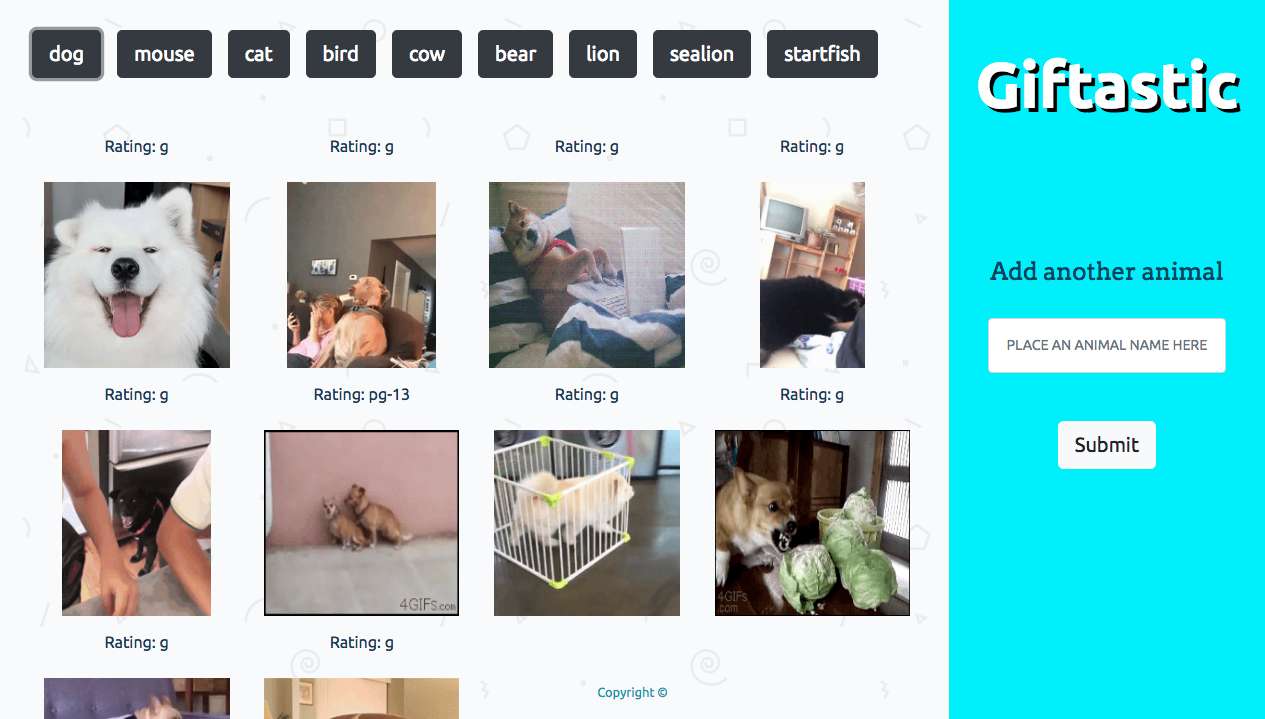 dog mouse cat bird cow bear lion sealion startfish
Giftastic
Rating: g Rating: g Rating: g Rating: g
Add another animal
PLACE AN ANIMAL NAME HERE
Rating: g Rating: pg-13 Rating: g Rating: g
Submit
4GIFs.com
4GIFs
.com
Rating: g Rating: g
Copyright ©